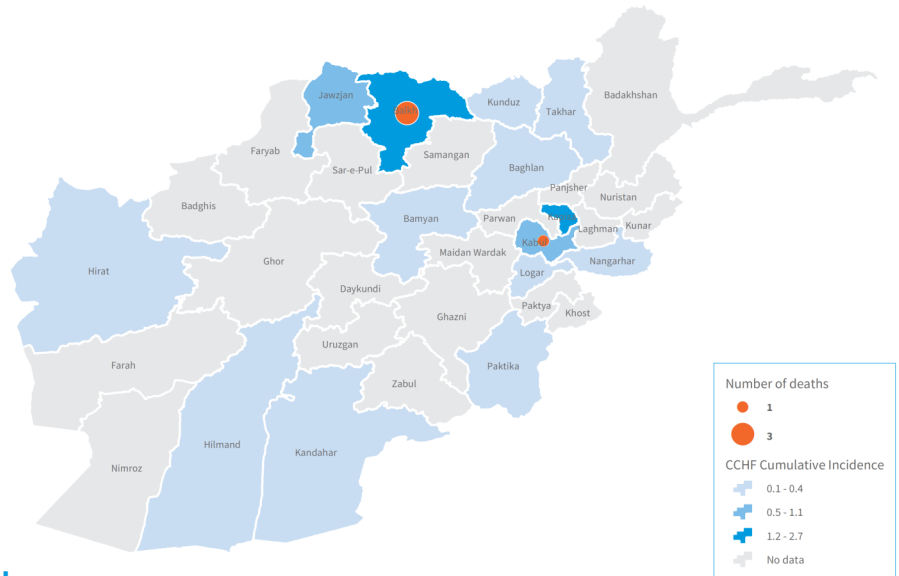 Badakhshan
Jawzjan
Kunduz
Takhar
Faryab
Samangan
Sar-e-Pul
Baghlan
Panjsher
Nuristan
Badghis
Bamyan
Parwan
Laghman
Kunar
Kabul
Maidan Wardak
Ghor
Nangarhar
Hirat
Logar
Daykundi
Paktya
Khost
Ghazni
Uruzgan
Farah
Paktika
Zabul
Hilmand
Kandahar
Nimroz
Number of deaths
1
3
CCHF Cumulative Incidence
0.1 - 0.4
0.5 - 1.1
1.2 - 2.7
No data